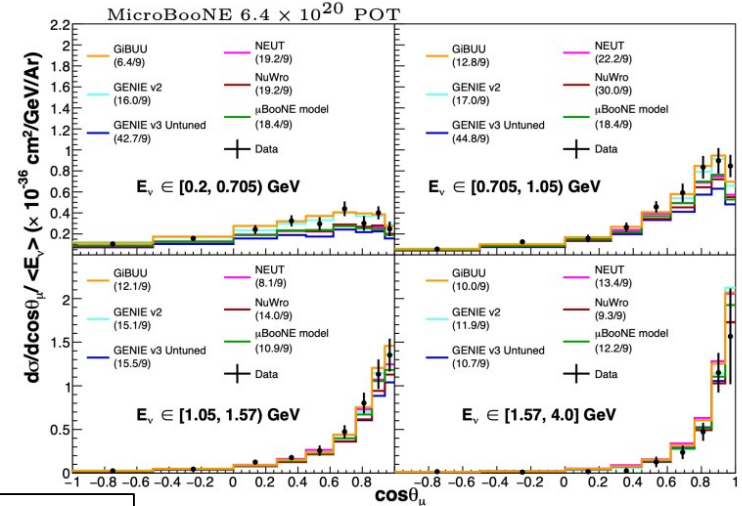 MicroBooNE 6.4 × 10²⁰ POT
dσ/dcosθμ/ <Eν> (× 10⁻³⁶ cm²/GeV/Ar)
2.2
2
1.8
1.6
1.4
1.2
1
0.8
0.6
0.4
0.2
GiBUU
(6.4/9)
GENIE v2
(16.0/9)
GENIE v3 Untuned
(42.7/9)
NEUT
(19.2/9)
NuWro
(19.2/9)
μBooNE model
(18.4/9)
Data
Eν ∈ [0.2, 0.705) GeV
GiBUU
(12.8/9)
GENIE v2
(17.0/9)
GENIE v3 Untuned
(44.8/9)
NEUT
(22.2/9)
NuWro
(30.0/9)
μBooNE model
(18.4/9)
Data
Eν ∈ [0.705, 1.05) GeV
2
1.5
1
0.5
0
GiBUU
(12.1/9)
GENIE v2
(15.1/9)
GENIE v3 Untuned
(15.5/9)
NEUT
(8.1/9)
NuWro
(14.0/9)
μBooNE model
(10.9/9)
Data
Eν ∈ [1.05, 1.57) GeV
GiBUU
(10.0/9)
GENIE v2
(11.9/9)
GENIE v3 Untuned
(10.7/9)
NEUT
(13.4/9)
NuWro
(9.3/9)
μBooNE model
(12.2/9)
Data
Eν ∈ [1.57, 4.0] GeV
−1 −0.8 −0.6 −0.4 −0.2 0 0.2 0.4 0.6 0.8 −0.8 −0.6 −0.4 −0.2 0 0.2 0.4 0.6 0.8 1
cosθμ